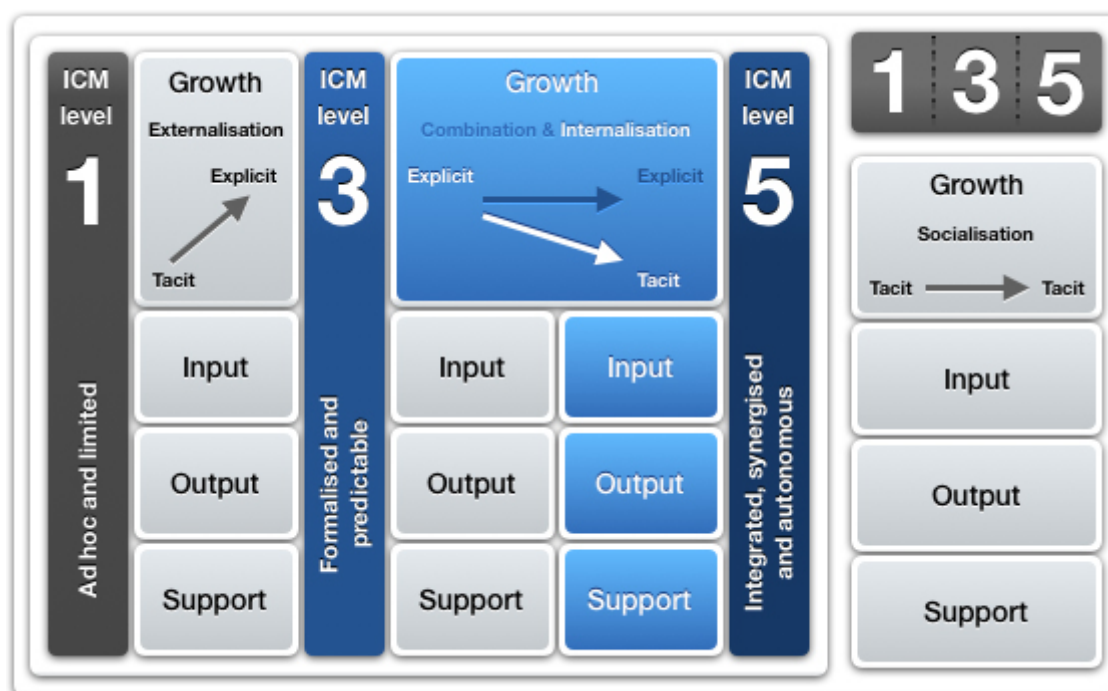 ICM
level
1
Ad hoc and limited
Growth
Externalisation
Explicit
Tacit
Input
Output
Support
ICM
level
3
Formalised and
predictable
Growth
Combination & Internalisation
Explicit
Explicit
Tacit
Input
Input
Output
Output
Support
Support
ICM
level
5
Integrated, synergised
and autonomous
1 3 5
Growth
Socialisation
Tacit
Tacit
Input
Output
Support